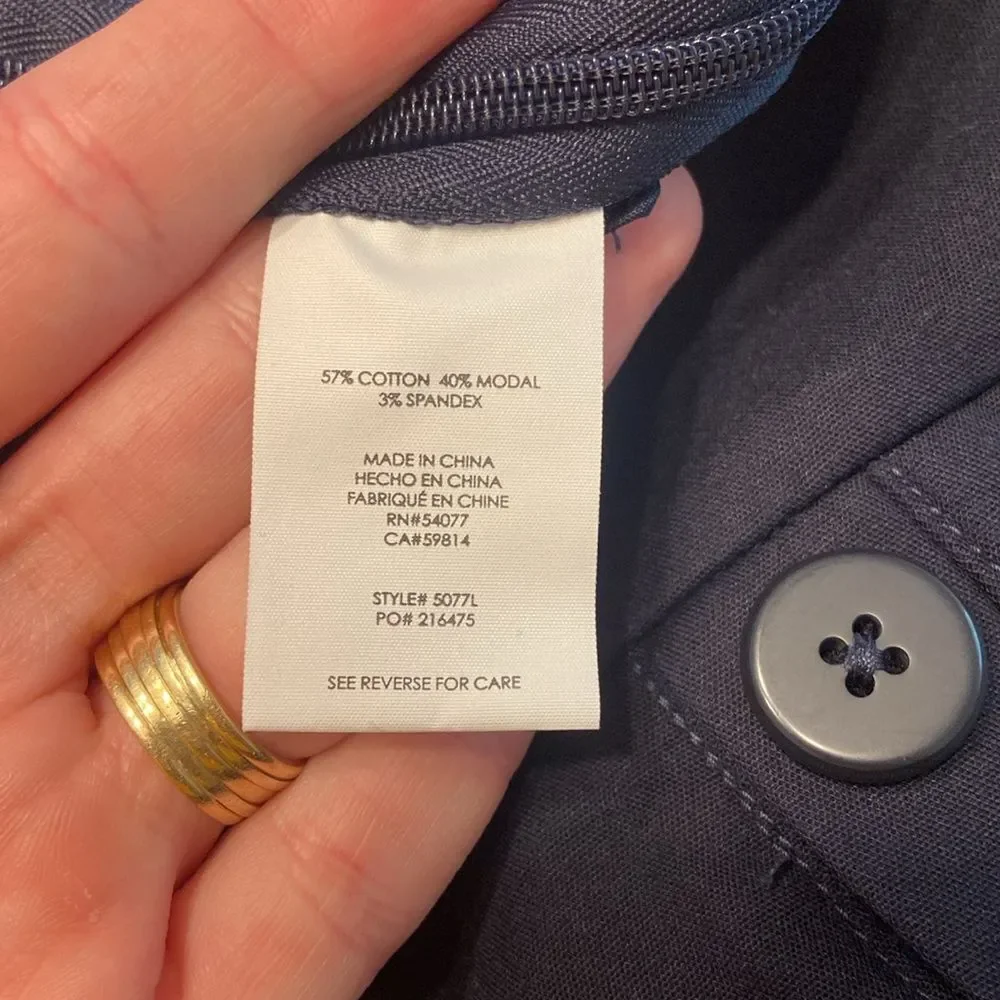 57% COTTON 40% MODAL
3% SPANDEX
MADE IN CHINA
HECHO EN CHINA
FABRIQUÉ EN CHINE
RN#54077
CA#59814
STYLE# 5077L
PO# 216475
SEE REVERSE FOR CARE